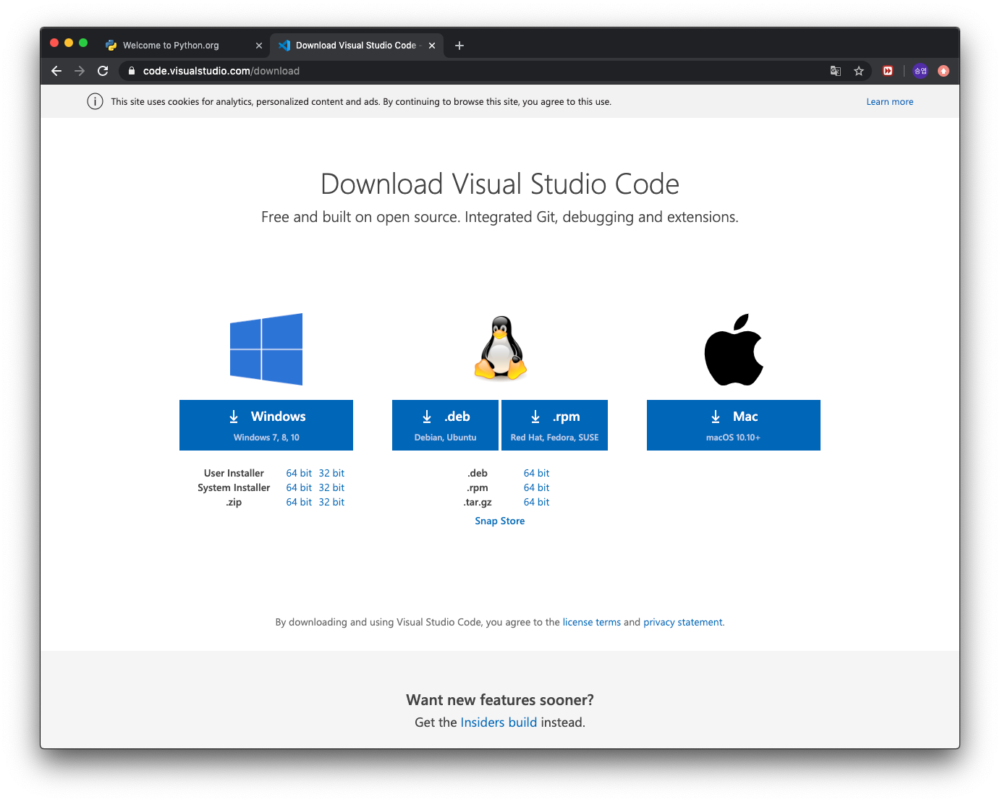 Welcome to Python.org
Download Visual Studio Code -
code.visualstudio.com/download
승엽
This site uses cookies for analytics, personalized content and ads. By continuing to browse this site, you agree to this use.
Learn more
Download Visual Studio Code
Free and built on open source. Integrated Git, debugging and extensions.
Windows
Windows 7, 8, 10
.deb
Debian, Ubuntu
.rpm
Red Hat, Fedora, SUSE
Mac
macOS 10.10+
User Installer 64 bit 32 bit
System Installer 64 bit 32 bit
.zip 64 bit 32 bit
.deb 64 bit
.rpm 64 bit
.tar.gz 64 bit
Snap Store
By downloading and using Visual Studio Code, you agree to the license terms and privacy statement.
Want new features sooner?
Get the Insiders build instead.